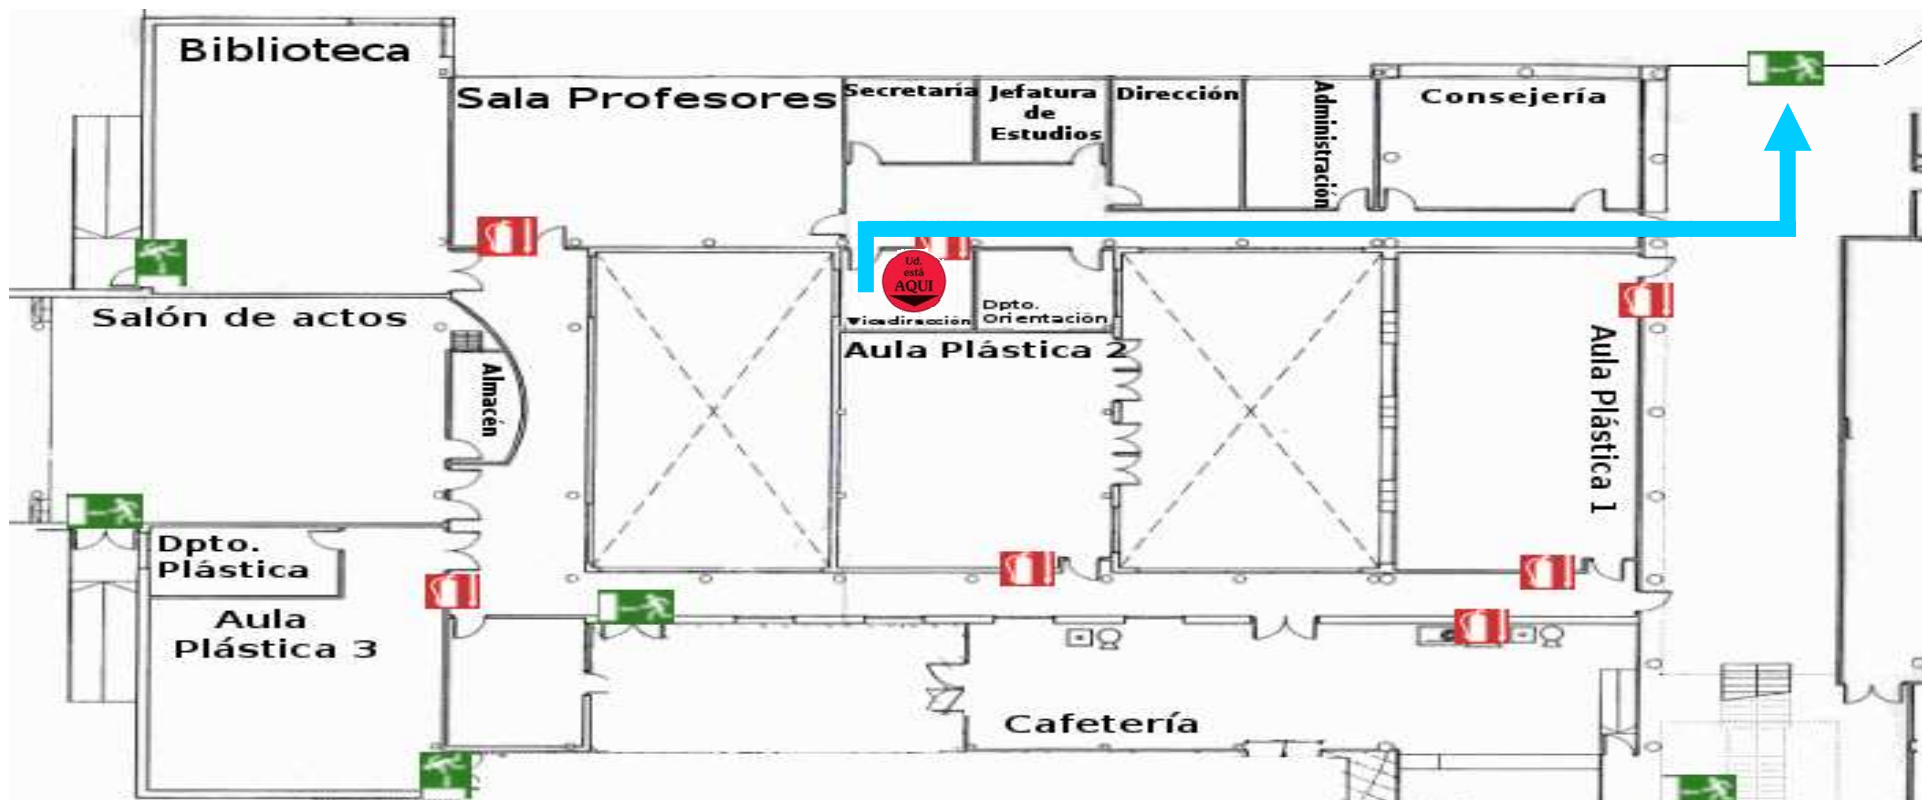 Biblioteca
Sala Profesores
Secretaría
Jefatura
de
Estudios
Dirección
Administración
Consejería
Ud.
está
AQUI
Vicedirección
Dpto.
Orientación
Salón de actos
Almacén
Aula Plástica 2
Aula Plástica 1
Dpto.
Plástica
Aula
Plástica 3
Cafetería